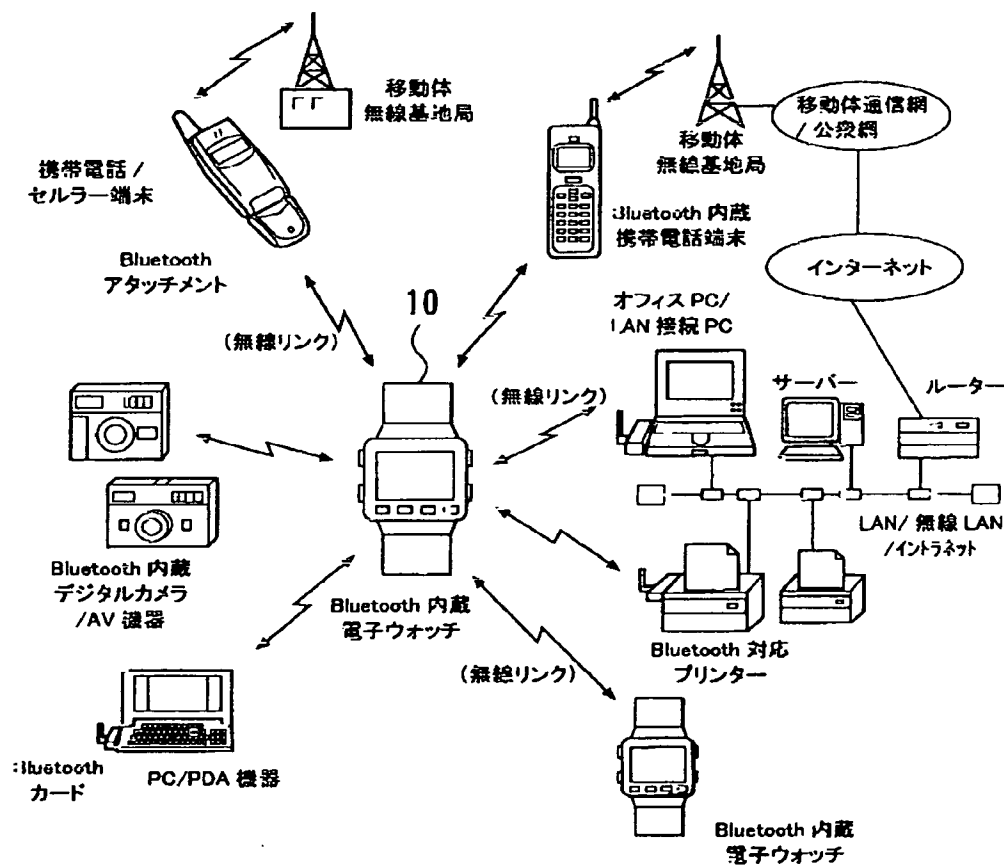 移動体
無線基地局
携帯電話 /
セルラー端末
Bluetooth
アタッチメント
移動体
無線基地局
移動体通信網
/ 公衆網
Bluetooth 内蔵
携帯電話端末
インターネット
10
(無線リンク)
オフィス PC/
LAN 接続 PC
(無線リンク)
サーバー
ルーター
LAN/ 無線 LAN
/イントラネット
Bluetooth 内蔵
デジタルカメラ
/AV 機器
Bluetooth 内蔵
電子ウォッチ
Bluetooth 対応
プリンター
(無線リンク)
Bluetooth
カード
PC/PDA 機器
Bluetooth 内蔵
電子ウォッチ